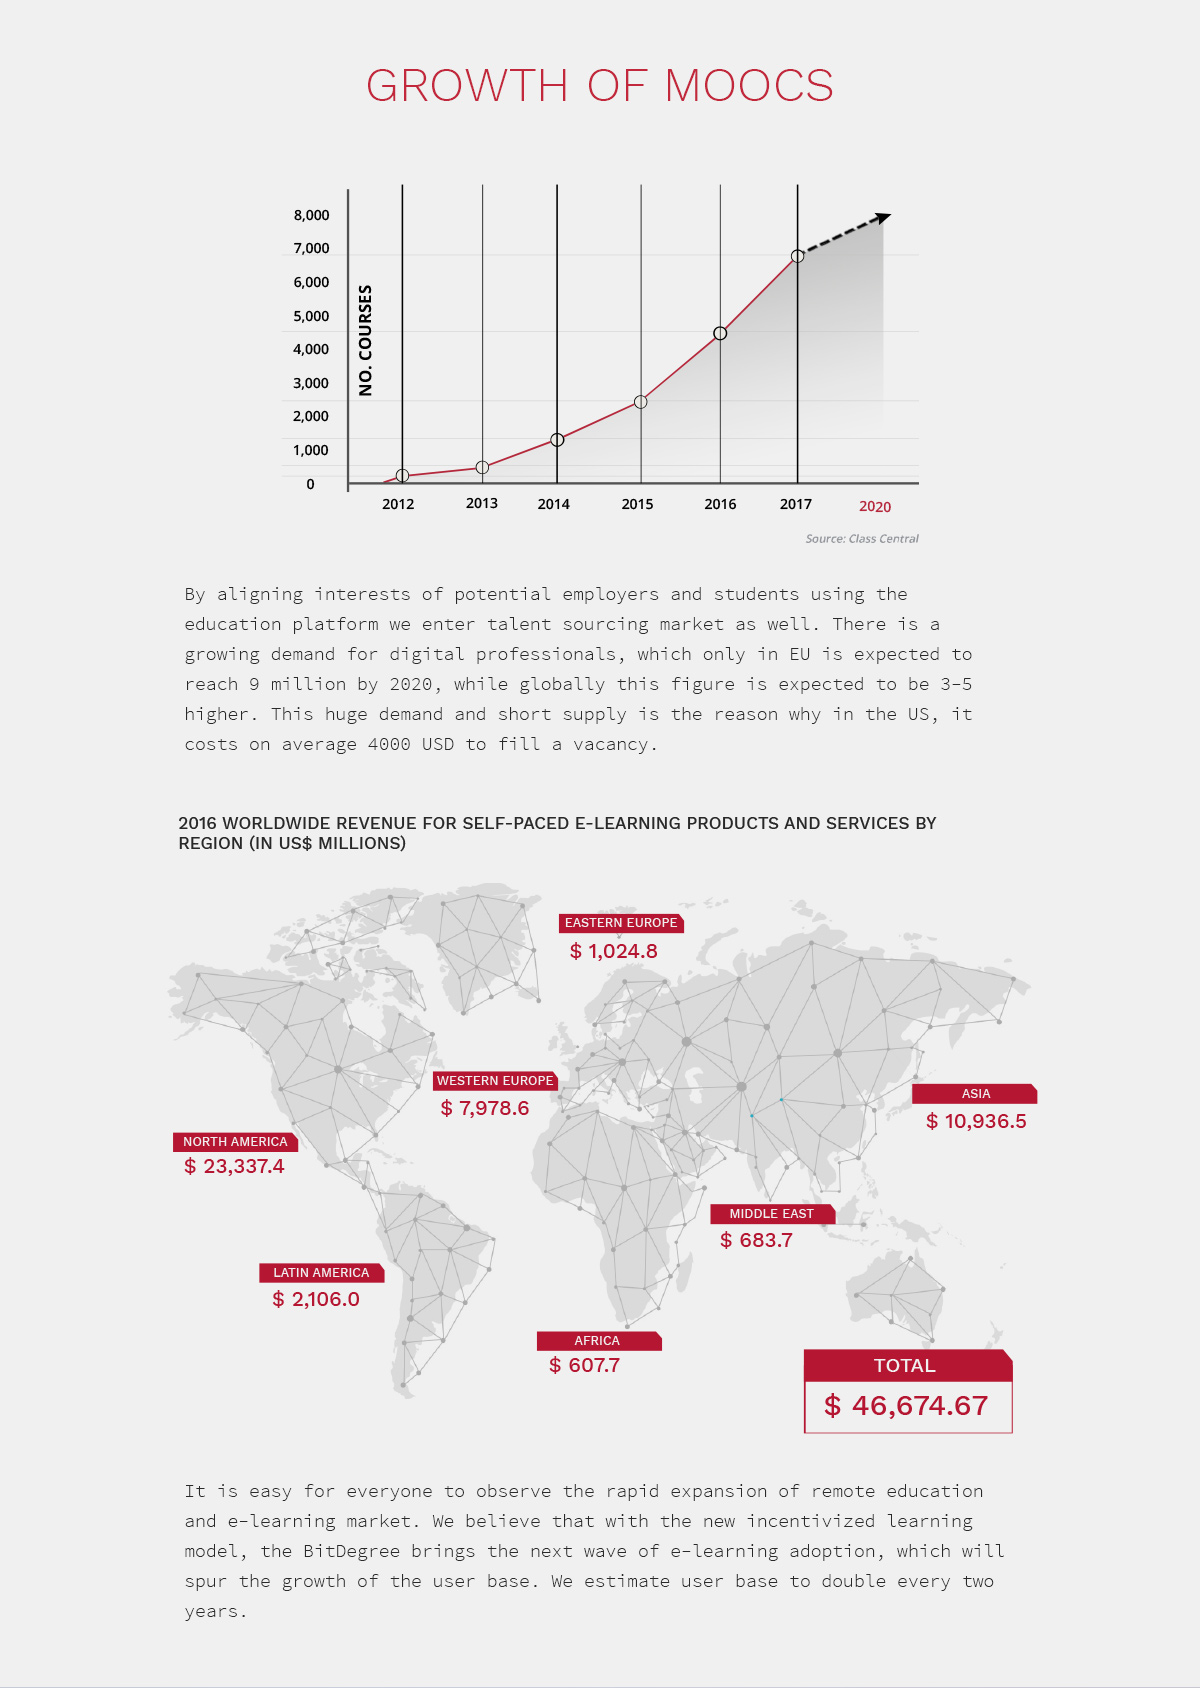 GROWTH OF MOOCS
8,000
7,000
6,000
5,000
4,000
3,000
2,000
1,000
0
NO. COURSES
2012 2013 2014 2015 2016 2017 2020
Source: Class Central
By aligning interests of potential employers and students using the
education platform we enter talent sourcing market as well. There is a
growing demand for digital professionals, which only in EU is expected to
reach 9 million by 2020, while globally this figure is expected to be 3-5
higher. This huge demand and short supply is the reason why in the US, it
costs on average 4000 USD to fill a vacancy.
2016 WORLDWIDE REVENUE FOR SELF-PACED E-LEARNING PRODUCTS AND SERVICES BY
REGION (IN US$ MILLIONS)
EASTERN EUROPE
$ 1,024.8
WESTERN EUROPE
$ 7,978.6
ASIA
$ 10,936.5
NORTH AMERICA
$ 23,337.4
MIDDLE EAST
$ 683.7
LATIN AMERICA
$ 2,106.0
AFRICA
$ 607.7
TOTAL
$ 46,674.67
It is easy for everyone to observe the rapid expansion of remote education
and e-learning market. We believe that with the new incentivized learning
model, the BitDegree brings the next wave of e-learning adoption, which will
spur the growth of the user base. We estimate user base to double every two
years.